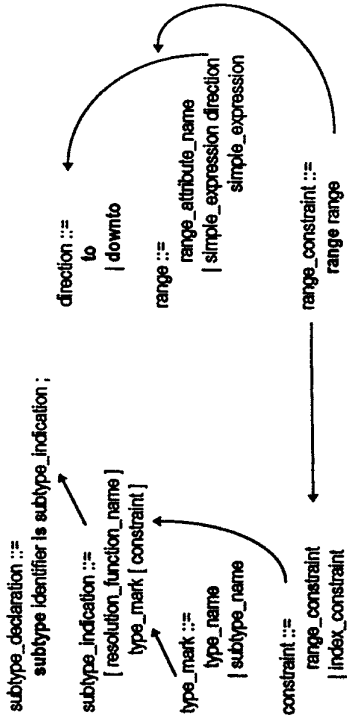 subtype_declaration ::=
subtype identifier is subtype_indication ;
subtype_indication ::=
[ resolution_function_name ]
type_mark [ constraint ]
type_mark ::=
type_name
| subtype_name
constraint ::=
range_constraint
| index_constraint
direction ::=
to
| downto
range ::=
range_attribute_name
| simple_expression direction
simple_expression
range_constraint ::=
range range